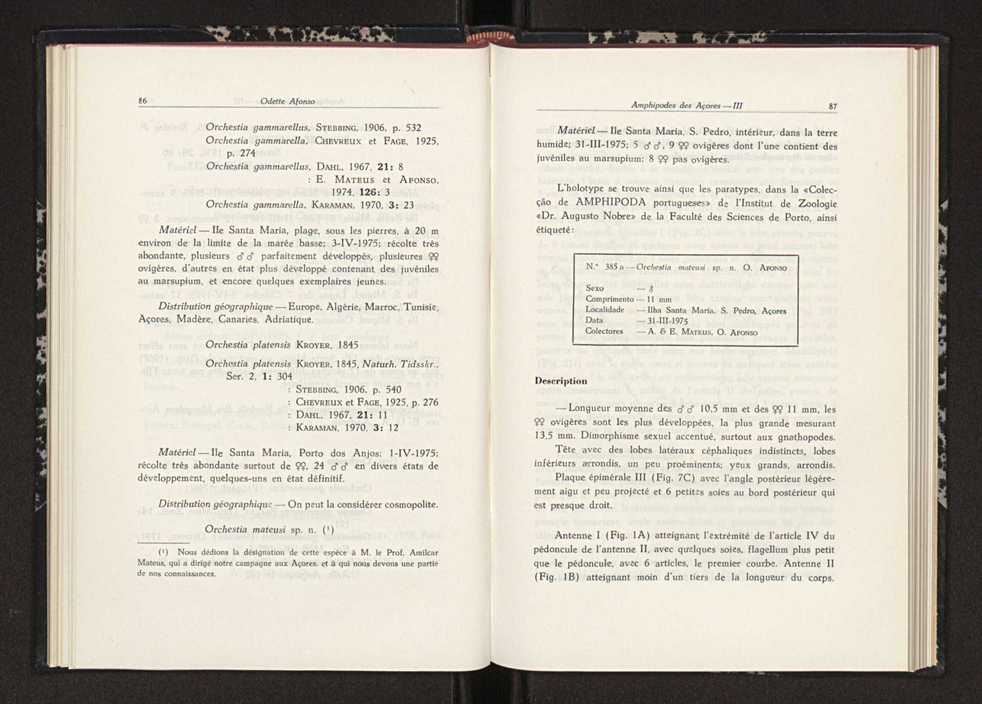 86 Odette Afonso
Orchestia gammarellus, STEBBING, 1906, p. 532
Orchestia gammarella, CHEVREUX et FAGE, 1925,
p. 274
Orchestia gammarellus, DAHL, 1967, 21: 8
: E. MATEUS et AFONSO,
1974, 126: 3
Orchestia gammarella, KARAMAN, 1970, 3: 23
Matériel — Ile Santa Maria, plage, sous les pierres, à 20 m
environ de la limite de la marée basse; 3-IV-1975; récolte très
abondante, plusieurs ♂♂ parfaitement développés, plusieures ♀♀
ovigères, d'autres en état plus développé contenant des juvéniles
au marsupium, et encore quelques exemplaires jeunes.
Distribution géographique — Europe, Algérie, Marroc, Tunisie,
Açores, Madère, Canaries, Adriatique.
Orchestia platensis KROYER, 1845
Orchestia platensis KROYER, 1845, Naturh. Tidsskr.,
Ser. 2, 1: 304
: STEBBING, 1906, p. 540
: CHEVREUX et FAGE, 1925, p. 276
: DAHL, 1967, 21: 11
: KARAMAN, 1970, 3: 12
Matériel — Ile Santa Maria, Porto dos Anjos; 1-IV-1975;
récolte très abondante surtout de ♀♀, 24 ♂♂ en divers états de
développement, quelques-uns en état définitif.
Distribution géographique — On peut la considérer cosmopolite.
Orchestia mateusi sp. n. (¹)
(¹) Nous dédions la désignation de cette espèce à M. le Prof. Amílcar
Mateus, qui a dirigé notre campagne aux Açores, et à qui nous devons une partie
de nos connaissances.
Amphipodes des Açores — III 87
Matériel — Ile Santa Maria, S. Pedro, intérieur, dans la terre
humide; 31-III-1975; 5 ♂♂, 9 ♀♀ ovigères dont l'une contient des
juvéniles au marsupium; 8 ♀♀ pas ovigères.
L'holotype se trouve ainsi que les paratypes, dans la «Colec-
ção de AMPHIPODA portugueses» de l'Institut de Zoologie
«Dr. Augusto Nobre» de la Faculté des Sciences de Porto, ainsi
étiqueté:
N.º 385 a — Orchestia mateusi sp. n. O. AFONSO
Sexo — ♂
Comprimento — 11 mm
Localidade — Ilha Santa Maria, S. Pedro, Açores
Data — 31-III-1975
Colectores — A. & E. MATEUS, O. AFONSO
Description
— Longueur moyenne des ♂♂ 10,5 mm et des ♀♀ 11 mm, les
♀♀ ovigères sont les plus développées, la plus grande mesurant
13,5 mm. Dimorphisme sexuel accentué, surtout aux gnathopodes.
Tête avec des lobes latéraux céphaliques indistincts, lobes
inférieurs arrondis, un peu proéminents; yeux grands, arrondis.
Plaque épimérale III (Fig. 7C) avec l'angle postérieur légère-
ment aigu et peu projecté et 6 petites soies au bord postérieur qui
est presque droit.
Antenne I (Fig. 1A) atteignant l'extrémité de l'article IV du
pédoncule de l'antenne II, avec quelques soies, flagellum plus petit
que le pédoncule, avec 6 articles, le premier courbe. Antenne II
(Fig. 1B) atteignant moin d'un tiers de la longueur du corps,